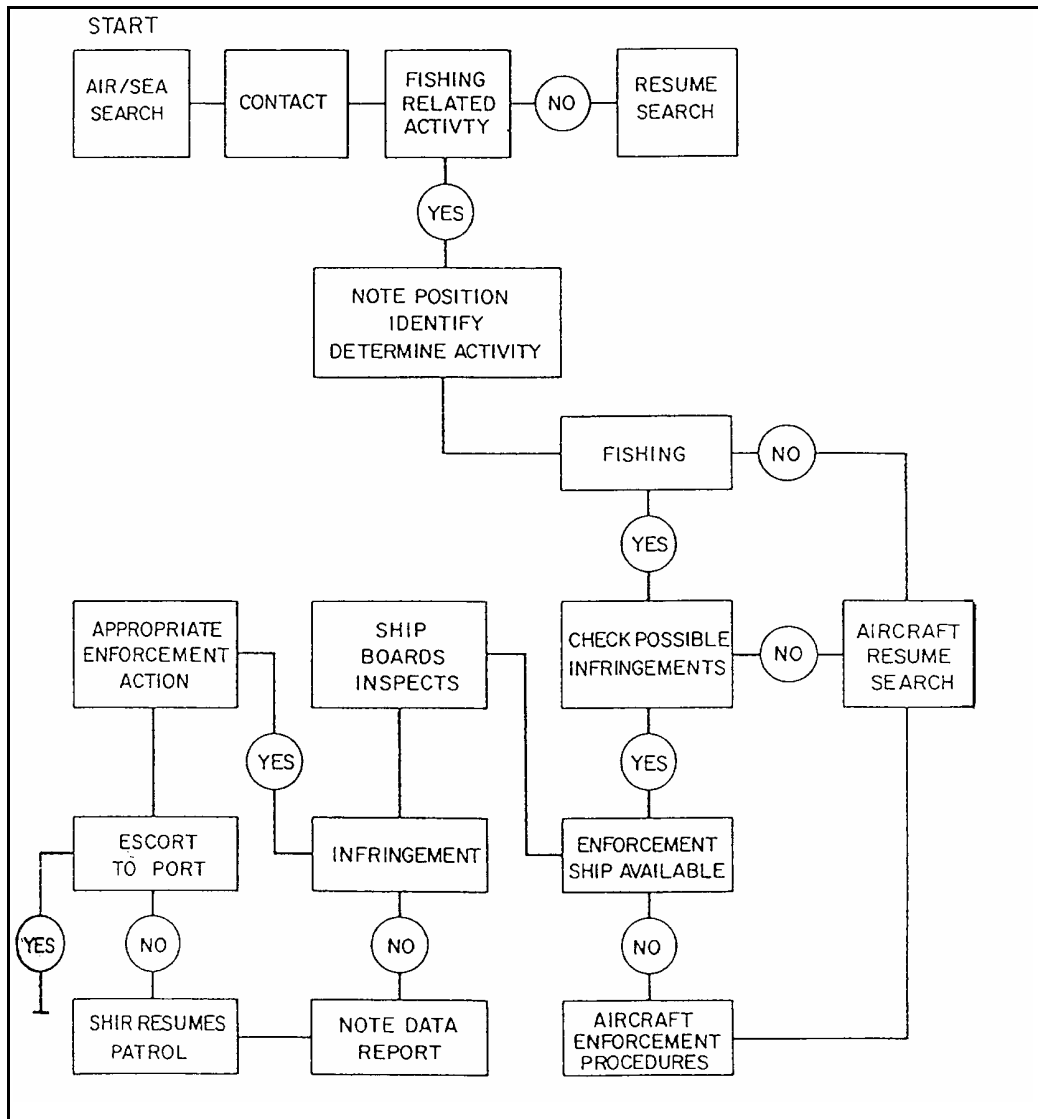 START
AIR/SEA
SEARCH
CONTACT
FISHING
RELATED
ACTIVTY
NO
RESUME
SEARCH
YES
NOTE POSITION
IDENTIFY
DETERMINE ACTIVITY
FISHING
NO
YES
APPROPRIATE
ENFORCEMENT
ACTION
SHIP
BOARDS
INSPECTS
CHECK POSSIBLE
INFRINGEMENTS
NO
AIRCRAFT
RESUME
SEARCH
YES
YES
ESCORT
TO PORT
INFRINGEMENT
ENFORCEMENT
SHIP AVAILABLE
YES
NO
NO
NO
SHIR RESUMES
PATROL
NOTE DATA
REPORT
AIRCRAFT
ENFORCEMENT
PROCEDURES